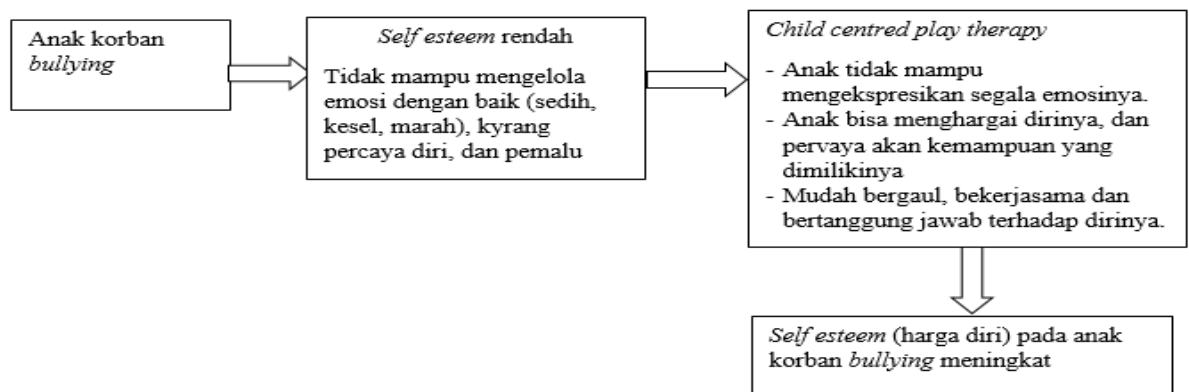 Anak korban
bullying
Self esteem rendah
Tidak mampu mengelola
emosi dengan baik (sedih,
kesel, marah), kyrang
percaya diri, dan pemalu
Child centred play therapy
- Anak tidak mampu
mengekspresikan segala emosinya.
- Anak bisa menghargai dirinya, dan
pervaya akan kemampuan yang
dimilikinya
- Mudah bergaul, bekerjasama dan
bertanggung jawab terhadap dirinya.
Self esteem (harga diri) pada anak
korban bullying meningkat